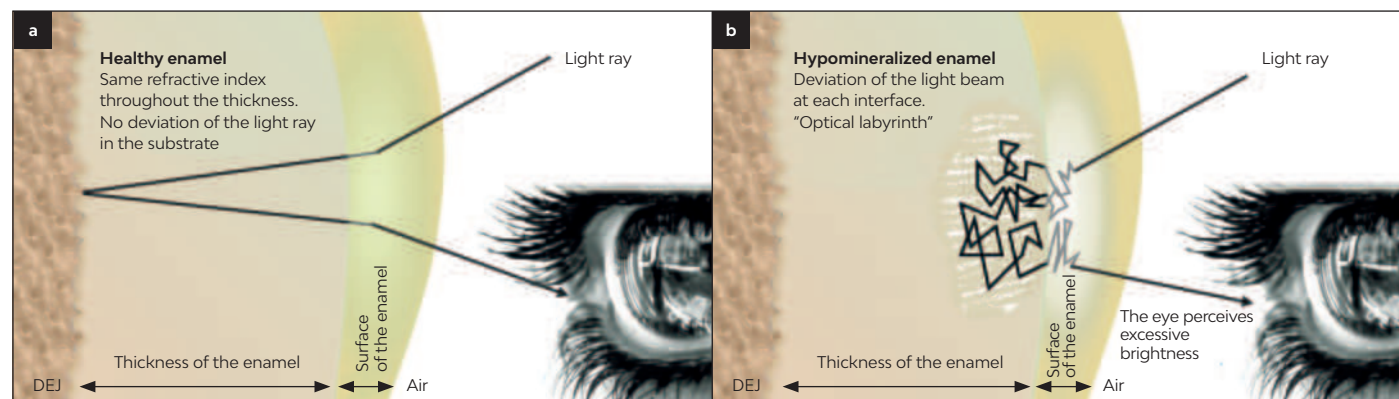 a
Healthy enamel
Same refractive index
throughout the thickness.
No deviation of the light ray
in the substrate
Light ray
Surface
of the enamel
Thickness of the enamel
DEJ
Air
b
Hypomineralized enamel
Deviation of the light beam
at each interface.
“Optical labyrinth”
Light ray
The eye perceives
excessive
brightness
Surface
of the enamel
Thickness of the enamel
DEJ
Air